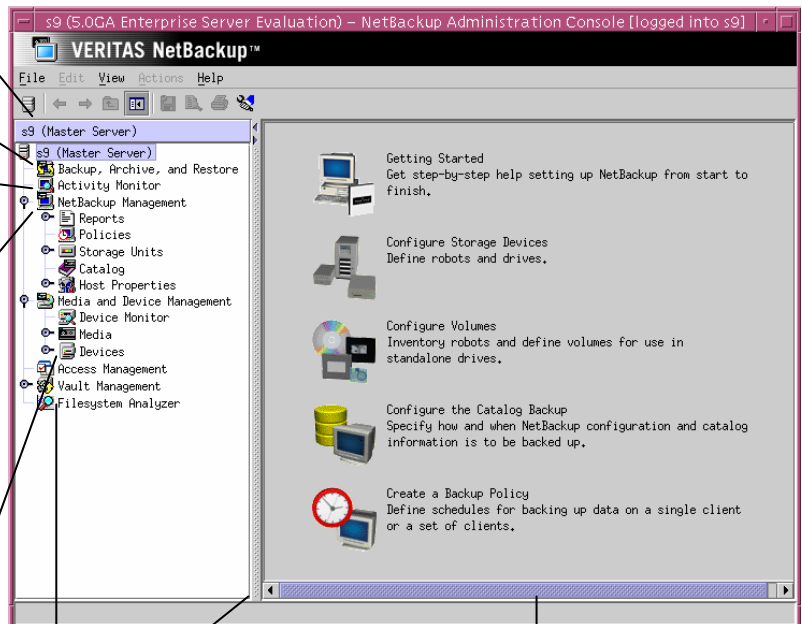 s9 (5.0GA Enterprise Server Evaluation) – NetBackup Administration Console [logged into s9]
VERITAS NetBackup™
File Edit View Actions Help
s9 (Master Server)
s9 (Master Server)
Backup, Archive, and Restore
Activity Monitor
NetBackup Management
Reports
Policies
Storage Units
Catalog
Host Properties
Media and Device Management
Device Monitor
Media
Devices
Access Management
Vault Management
Filesystem Analyzer
Getting Started
Get step-by-step help setting up NetBackup from start to
finish.
Configure Storage Devices
Define robots and drives.
Configure Volumes
Inventory robots and define volumes for use in
standalone drives.
Configure the Catalog Backup
Specify how and when NetBackup configuration and catalog
information is to be backed up.
Create a Backup Policy
Define schedules for backing up data on a single client
or a set of clients.